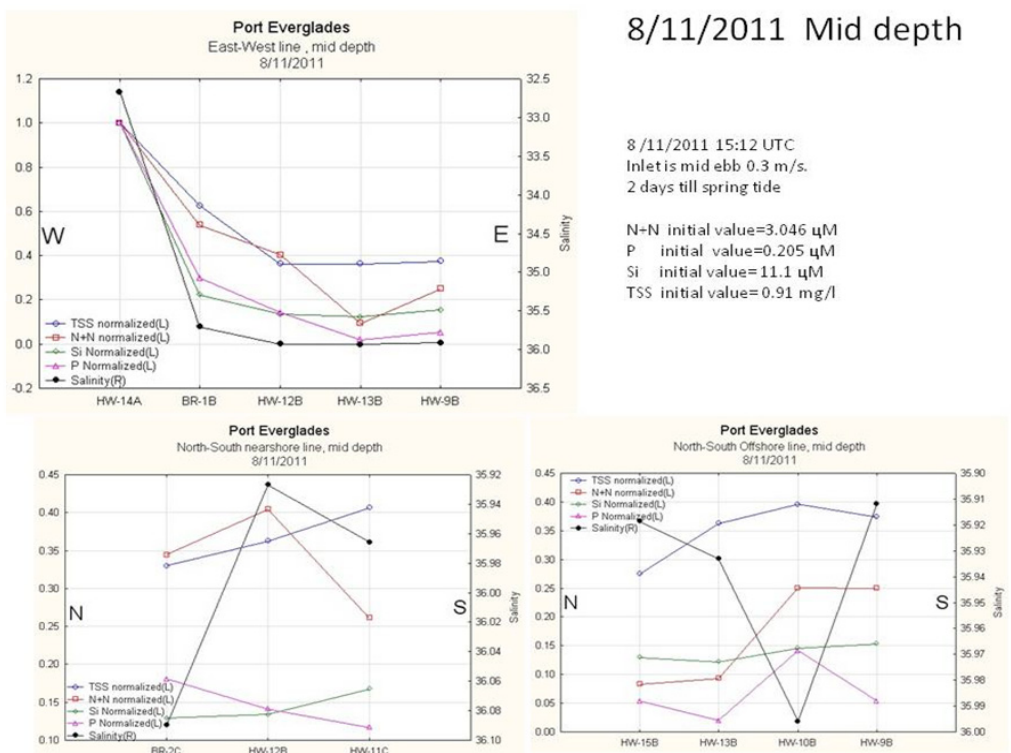 8/11/2011 Mid depth
Port Everglades
East-West line , mid depth
8/11/2011
1.2
1.0
0.8
0.6
0.4
0.2
0.0
-0.2
32.5
33.0
33.5
34.0
34.5
35.0
35.5
36.0
36.5
Salinity
W
E
TSS normalized(L)
N+N normalized(L)
Si Normalized(L)
P Normalized(L)
Salinity(R)
HW-14A BR-1B HW-12B HW-13B HW-9B
8 /11/2011 15:12 UTC
Inlet is mid ebb 0.3 m/s.
2 days till spring tide
N+N initial value=3.046 цM
P initial value=0.205 цM
Si initial value= 11.1 цM
TSS initial value= 0.91 mg/l
Port Everglades
North-South nearshore line, mid depth
8/11/2011
0.45
0.40
0.35
0.30
0.25
0.20
0.15
0.10
35.92
35.94
35.96
35.98
36.00
36.02
36.04
36.06
36.08
36.10
Salinity
N
S
TSS normalized(L)
N+N normalized(L)
Si Normalized(L)
P Normalized(L)
Salinity(R)
BR-2C HW-12B HW-11C
Port Everglades
North-South Offshore line, mid depth
8/11/2011
0.45
0.40
0.35
0.30
0.25
0.20
0.15
0.10
0.05
0.00
35.90
35.91
35.92
35.93
35.94
35.95
35.96
35.97
35.98
35.99
36.00
Salinity
TSS normalized(L)
N+N normalized(L)
Si Normalized(L)
P Normalized(L)
Salinity(R)
N
S
HW-15B HW-13B HW-10B HW-9B